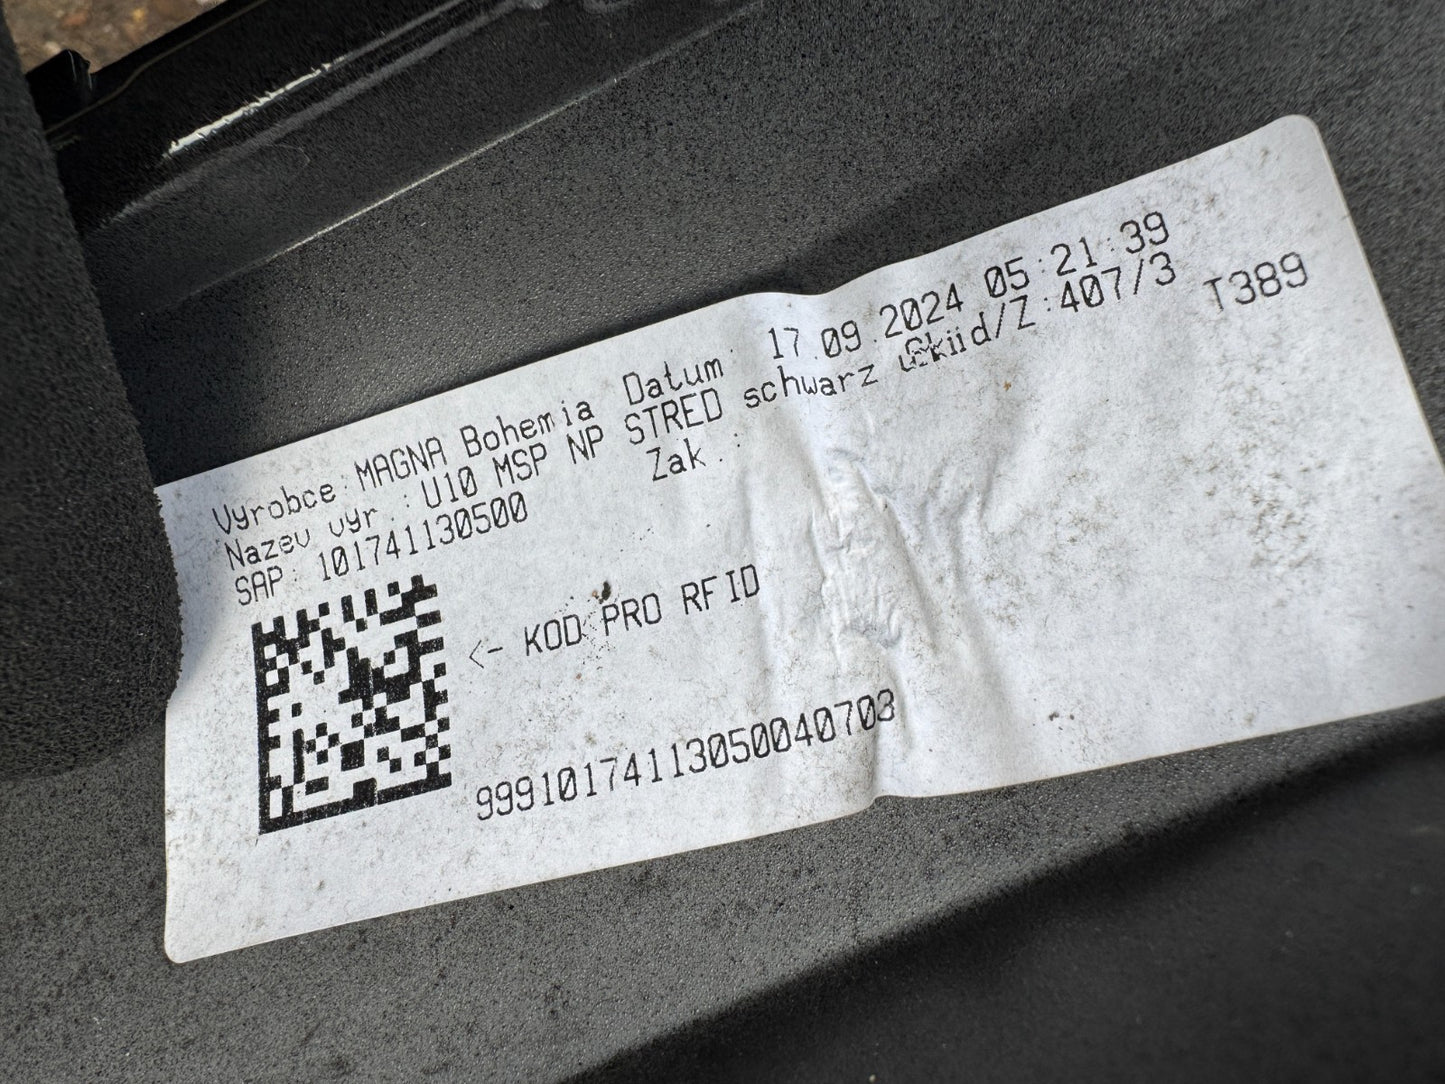 Vyrobce: MAGNA Bohemia Datum: 17.09.2024 05:21:39
Nazev vyr.: U10 MSP NP STRED schwarz Skiid/Z:407/3 T389
SAP: 101741130500 Zak.:
<- KOD PRO RFID
99910174113050040703